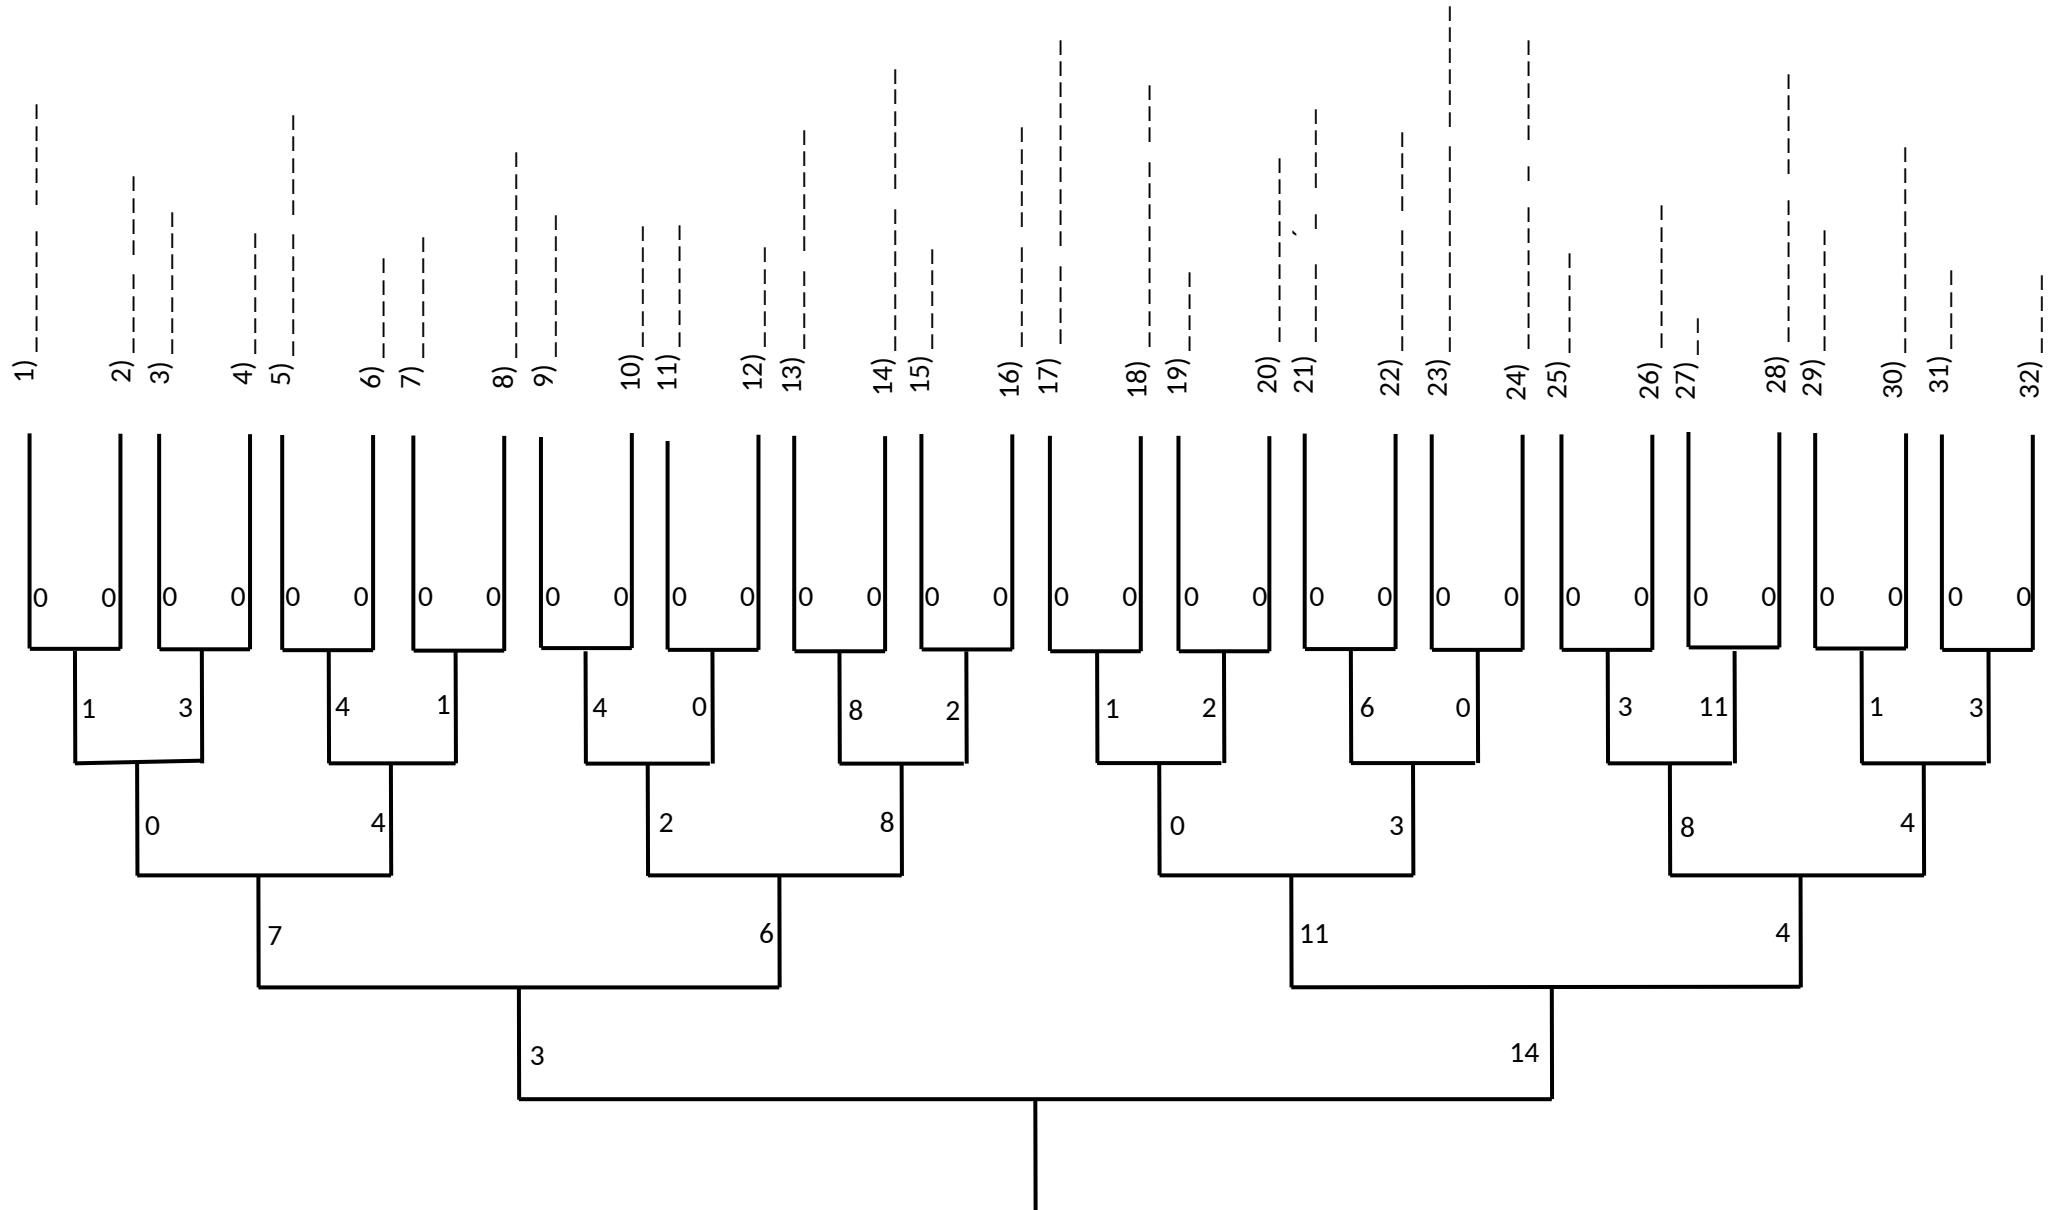 1) _ _ _ _ _  _ _ _ _ _ _
2) _ _ _ _  _ _ _ _
3) _ _ _ _ _ _ _
4) _ _ _ _ _ _
5) _ _ _ _ _ _  _ _ _ _ _
6) _ _ _ _ _
7) _ _ _ _ _ _
8) _ _ _ _ _ _ _ _ _ _
9) _ _ _ _ _ _ _
10) _ _ _ _ _ _
11) _ _ _ _ _ _
12) _ _ _ _ _
13) _ _ _ _  _ _ _ _ _ _
14) _ _ _ _ _ _ _  _ _ _ _ _ _
15) _ _ _ _ _
16) _ _ _ _ _  _ _ _ _ _
17) _ _ _ _  _ _ _ _ _ _ _ _ _ _
18) _ _ _ _ _ _ _ _ _  _ _ _
19) _ _ _ _
20) _ _ _ _ _ _ _ _ _
21) _ _ _ _  _ ’ _ _ _ _
22) _ _ _ _ _ _  _ _ _ _
23) _ _ _ _ _ _ _ _ _ _  _ _ _ _ _ _
24) _ _ _ _ _ _ _  _  _ _ _ _ _
25) _ _ _ _ _
26) _ _ _ _ _ _ _
27) _ _
28) _ _ _ _ _ _ _  _ _ _ _ _
29) _ _ _ _ _ _
30) _ _ _ _ _ _ _ _ _ _
31) _ _ _ _
32) _ _ _ _
0 0 0 0 0 0 0 0 0 0 0 0 0 0 0 0 0 0 0 0 0 0 0 0 0 0 0 0 0 0 0 0
1 3 4 1 4 0 8 2 1 2 6 0 3 11 1 3
0 4 2 8 0 3 8 4
7 6 11 4
3 14